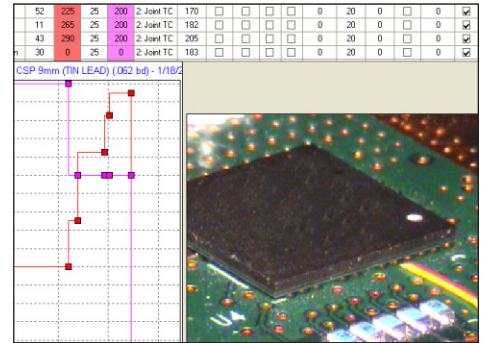 52 225 25 200 2: Joint TC 170 0 20 0 0
11 265 25 200 2: Joint TC 182 0 20 0 0
43 290 25 200 2: Joint TC 205 0 20 0 0
n 30 0 25 0 2: Joint TC 183 0 20 0 0
CSP 9mm (TIN LEAD) (.062 bd) - 1/18/2
U4